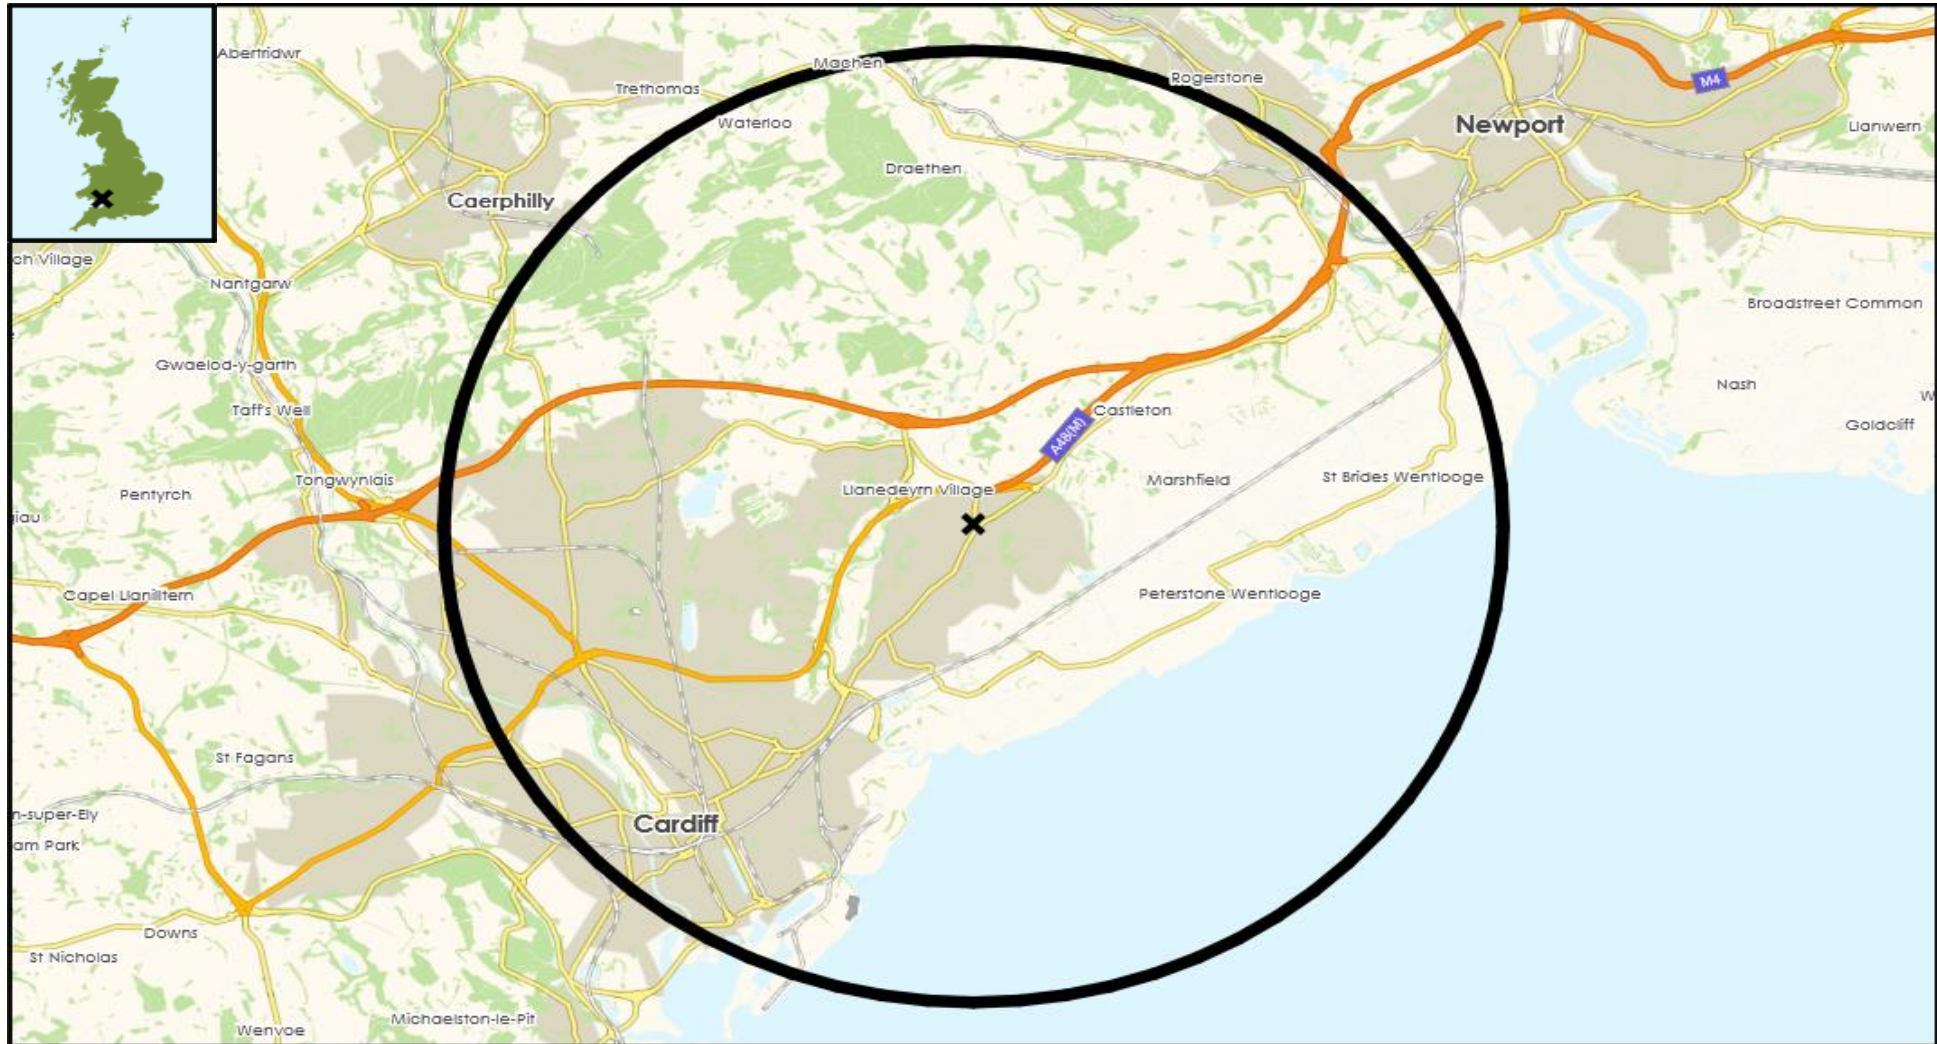 Abertridwr
Machen
Rogerstone
Trethomas
M4
Waterloo
Newport
Llanwern
Draethen
Caerphilly
ch Village
Nantgarw
Broadstreet Common
Gwaelod-y-garth
Nash
Taff's Well
Castleton
W
Goldcliff
A48(M)
Tongwynlais
Marshfield
St Brides Wentlooge
Pentyrch
Llanedeyrn Village
giau
Capel Llanilltern
Peterstone Wentlooge
St Fagans
n-super-Ely
Cardiff
am Park
Downs
St Nicholas
Michaelston-le-Pit
Wenvoe